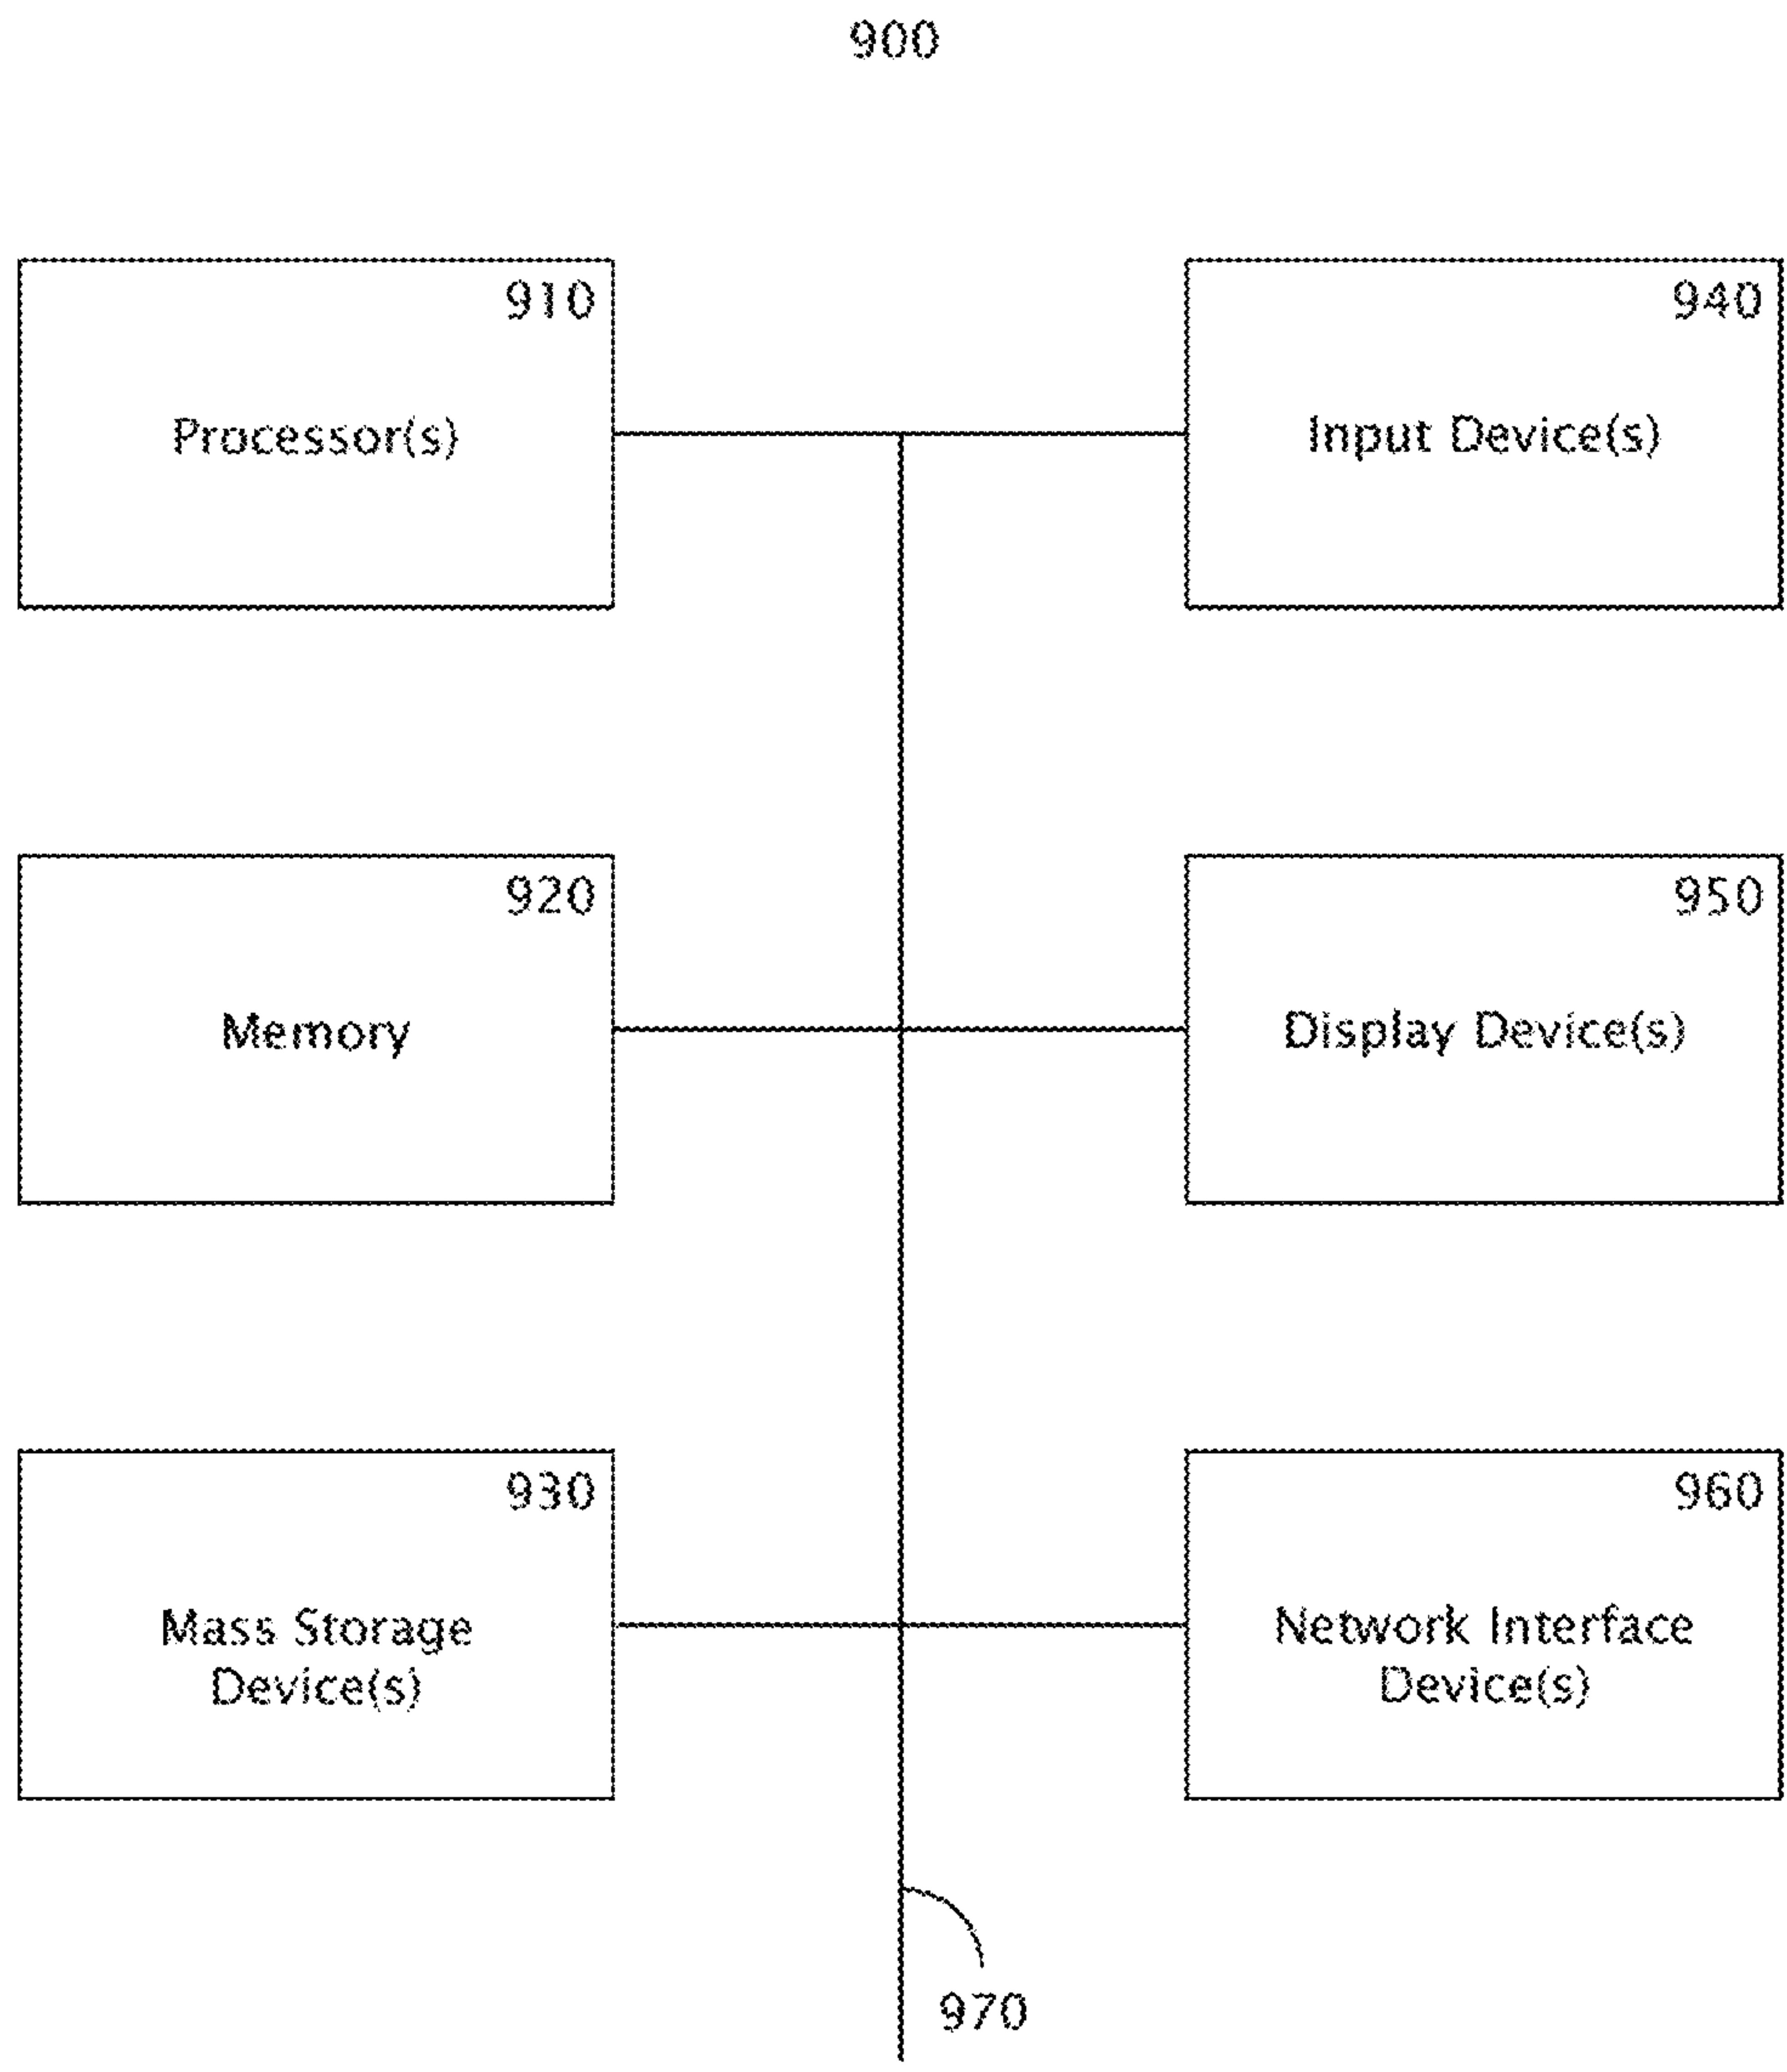 900
910
Processor(s)
940
Input Device(s)
920
Memory
950
Display Device(s)
930
Mass Storage
Device(s)
960
Network Interface
Device(s)
970